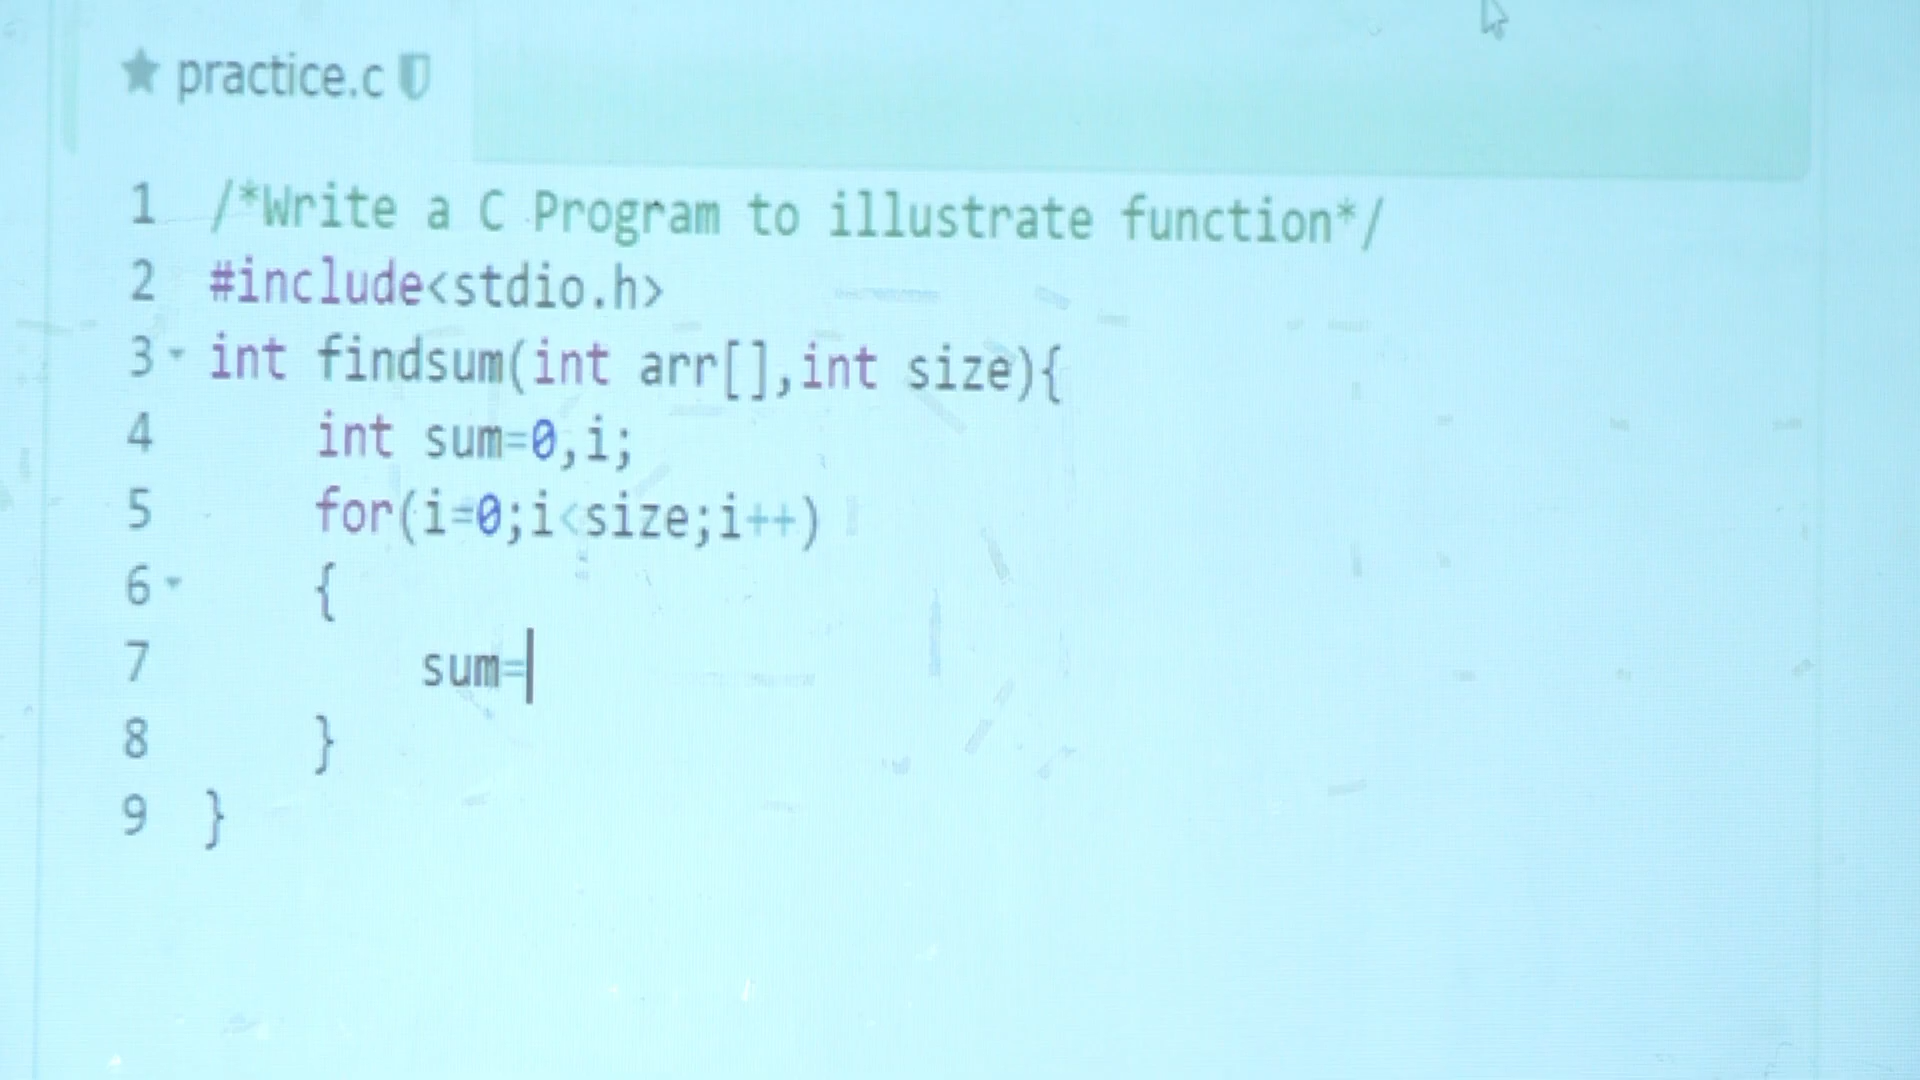 practice.c
1 /*Write a C Program to illustrate function*/
2 #include<stdio.h>
3 int findsum(int arr[],int size){
4 int sum=0,i;
5 for(i=0;i<size;i++)
6 {
7 sum=
8 }
9 }